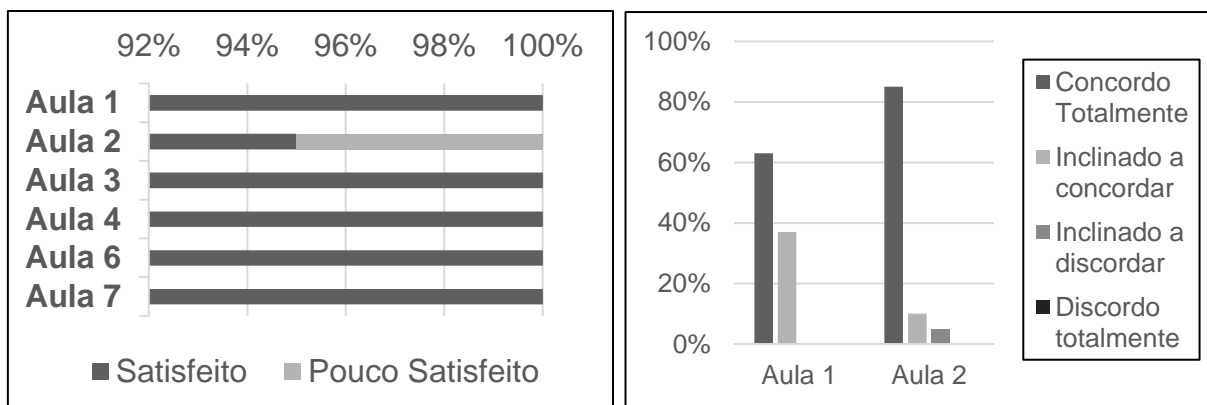 92% 94% 96% 98% 100%
Aula 1
Aula 2
Aula 3
Aula 4
Aula 6
Aula 7
Satisfeito Pouco Satisfeito
100%
80%
60%
40%
20%
0%
Aula 1 Aula 2
Concordo
Totalmente
Inclinado a
concordar
Inclinado a
discordar
Discordo
totalmente